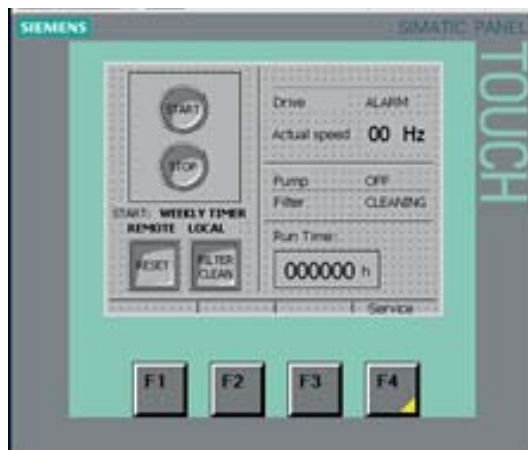 SIEMENS
SIMATIC PANEL
TOUCH
START
STOP
START: WEEKLY TIMER
REMOTE LOCAL
RESET
FILTER
CLEAN
Drive ALARM
Actual speed 00 Hz
Pump OFF
Filter CLEANING
Run Time:
000000 h
Service
F1 F2 F3 F4